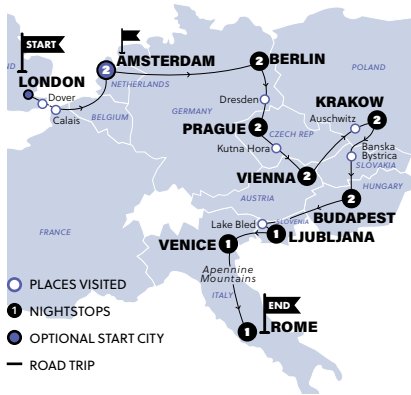 START
ND
LONDON
Dover
Calais
2
AMSTERDAM
NETHERLANDS
BELGIUM
2
BERLIN
POLAND
GERMANY
Dresden
PRAGUE
2
CZECH REP
Kutna Hora
KRAKOW
Auschwitz
2
Banska
Bystrica
SLOVAKIA
VIENNA
2
HUNGARY
AUSTRIA
2
BUDAPEST
Lake Bled
SLOVENIA
1
LJUBLJANA
FRANCE
VENICE
1
Apennine
Mountains
ITALY
END
1
ROME
PLACES VISITED
1 NIGHTSTOPS
OPTIONAL START CITY
ROAD TRIP